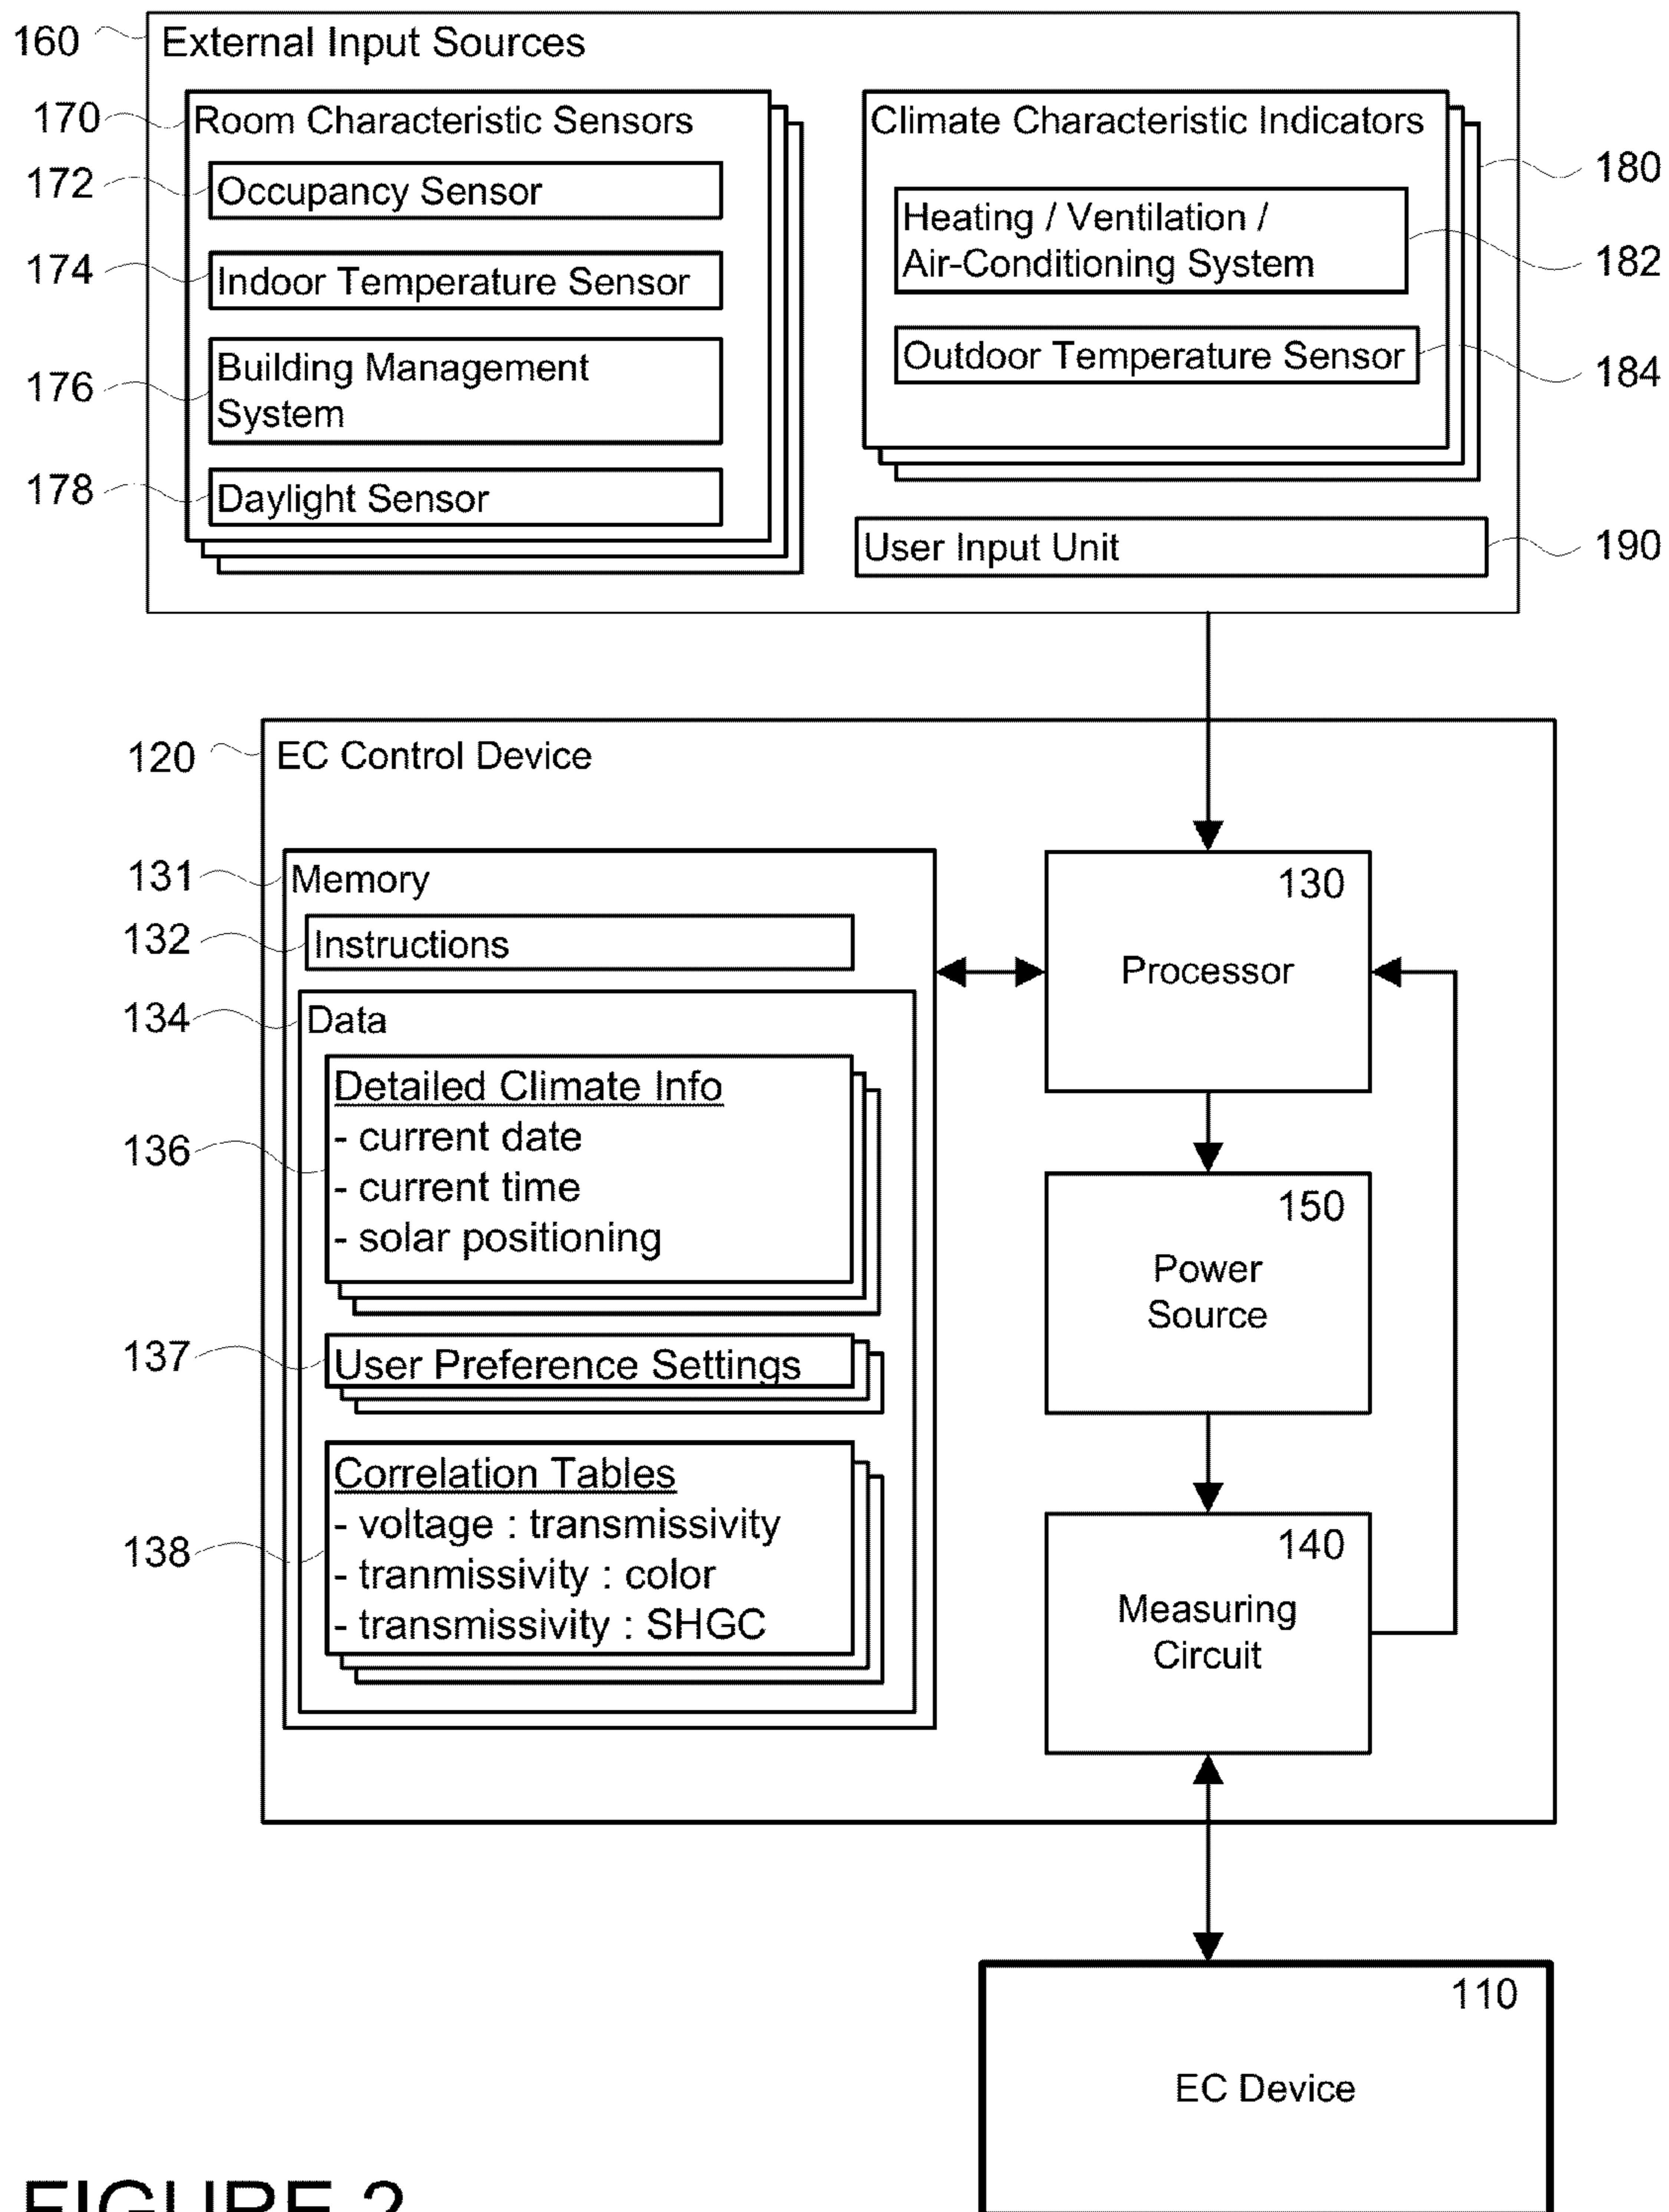 160 External Input Sources
170 Room Characteristic Sensors
172 Occupancy Sensor
174 Indoor Temperature Sensor
176 Building Management
System
178 Daylight Sensor
Climate Characteristic Indicators
180
Heating / Ventilation /
Air-Conditioning System
182
Outdoor Temperature Sensor 184
User Input Unit 190
120 EC Control Device
131 Memory
132 Instructions
134 Data
136
Detailed Climate Info
- current date
- current time
- solar positioning
137 User Preference Settings
138
Correlation Tables
- voltage : transmissivity
- tranmissivity : color
- transmissivity : SHGC
130
Processor
150
Power
Source
140
Measuring
Circuit
110
EC Device
FIGURE 2